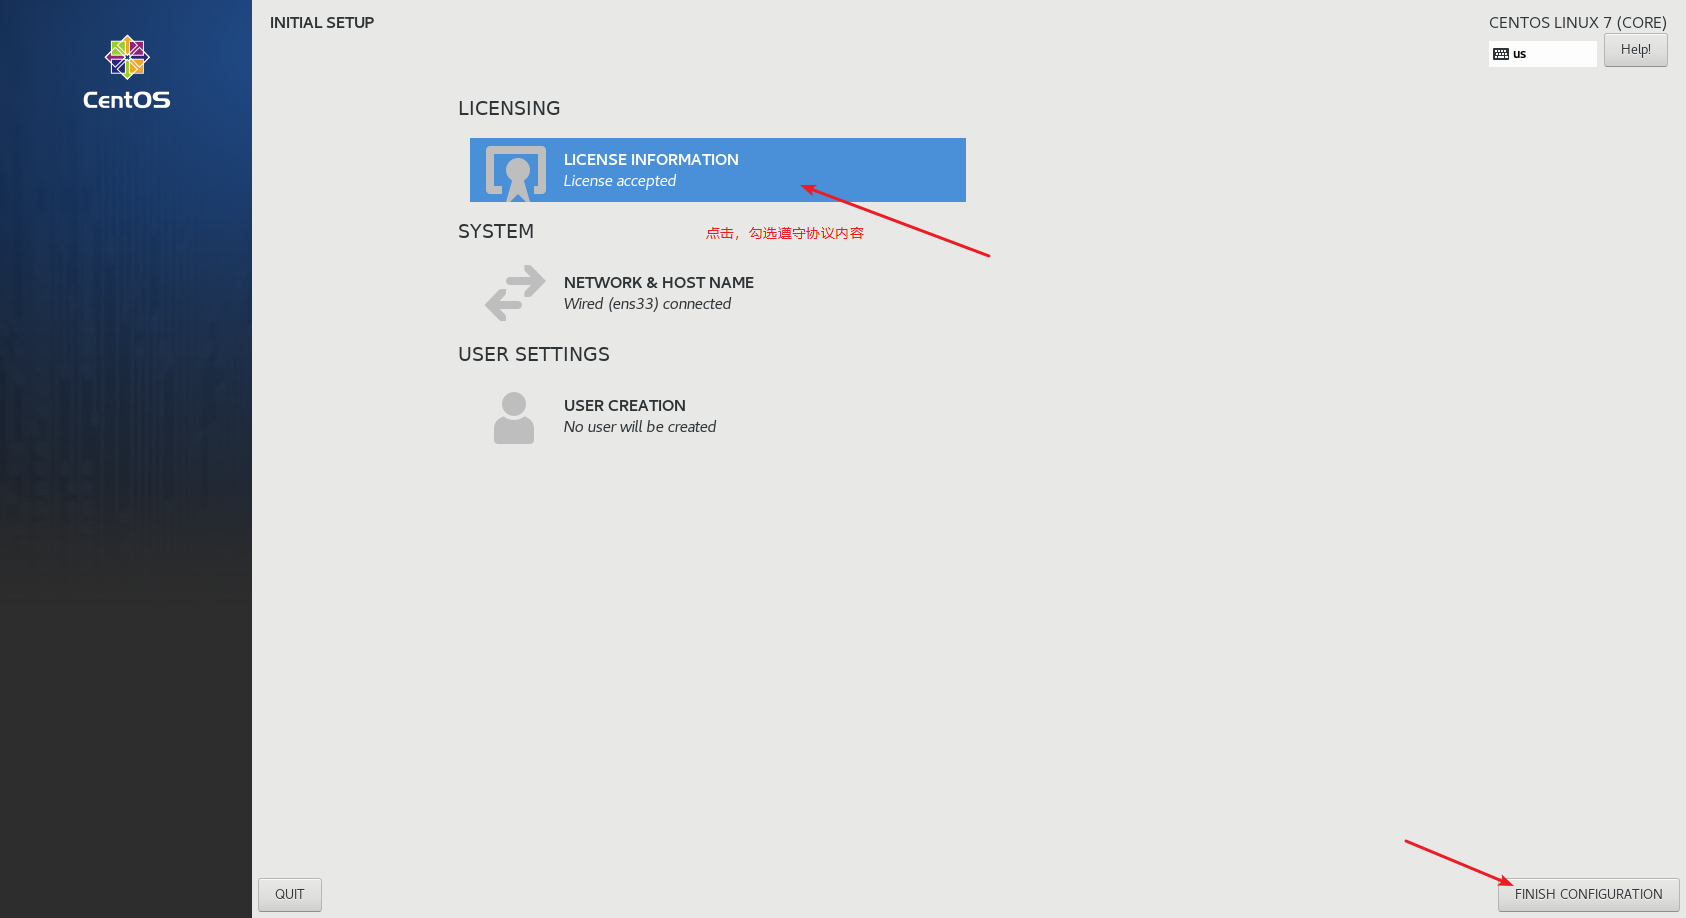 INITIAL SETUP
CENTOS LINUX 7 (CORE)
us
Help!
CentOS
LICENSING
LICENSE INFORMATION
License accepted
SYSTEM
点击，勾选遵守协议内容
NETWORK & HOST NAME
Wired (ens33) connected
USER SETTINGS
USER CREATION
No user will be created
QUIT
FINISH CONFIGURATION